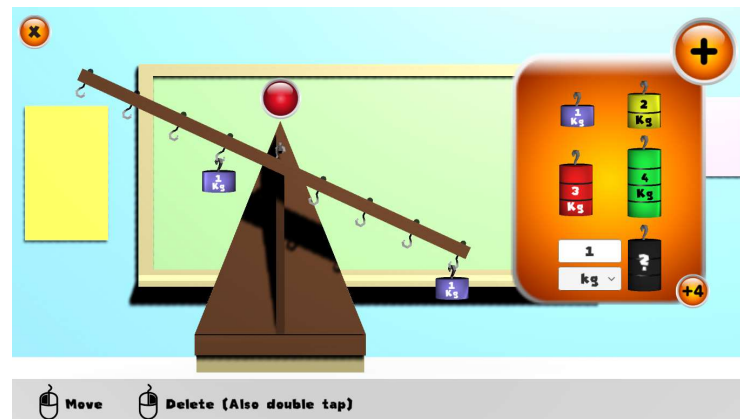 x
+
1
Kg
2
Kg
3
Kg
4
Kg
1
kg
?
+4
1
Kg
1
Kg
Move
Delete (Also double tap)